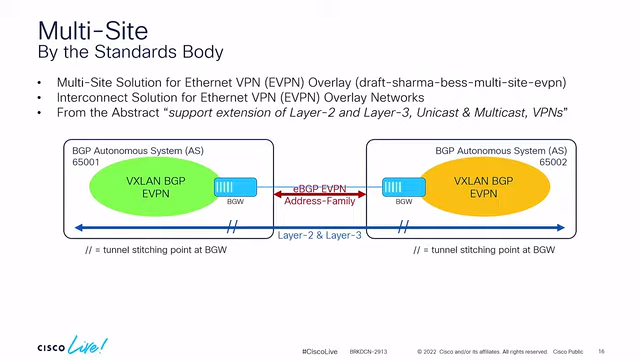 Multi-Site
By the Standards Body
• Multi-Site Solution for Ethernet VPN (EVPN) Overlay (draft-sharma-bess-multi-site-evpn)
• Interconnect Solution for Ethernet VPN (EVPN) Overlay Networks
• From the Abstract “support extension of Layer-2 and Layer-3, Unicast & Multicast, VPNs”
BGP Autonomous System (AS)
65001
BGP Autonomous System (AS)
65002
VXLAN BGP
EVPN
BGW
eBGP EVPN
Address-Family
BGW
VXLAN BGP
EVPN
//
//
Layer-2 & Layer-3
// = tunnel stitching point at BGW
// = tunnel stitching point at BGW
CISCO Live!
#CiscoLive
BRKDCN-2913
© 2022 Cisco and/or its affiliates. All rights reserved. Cisco Public
16